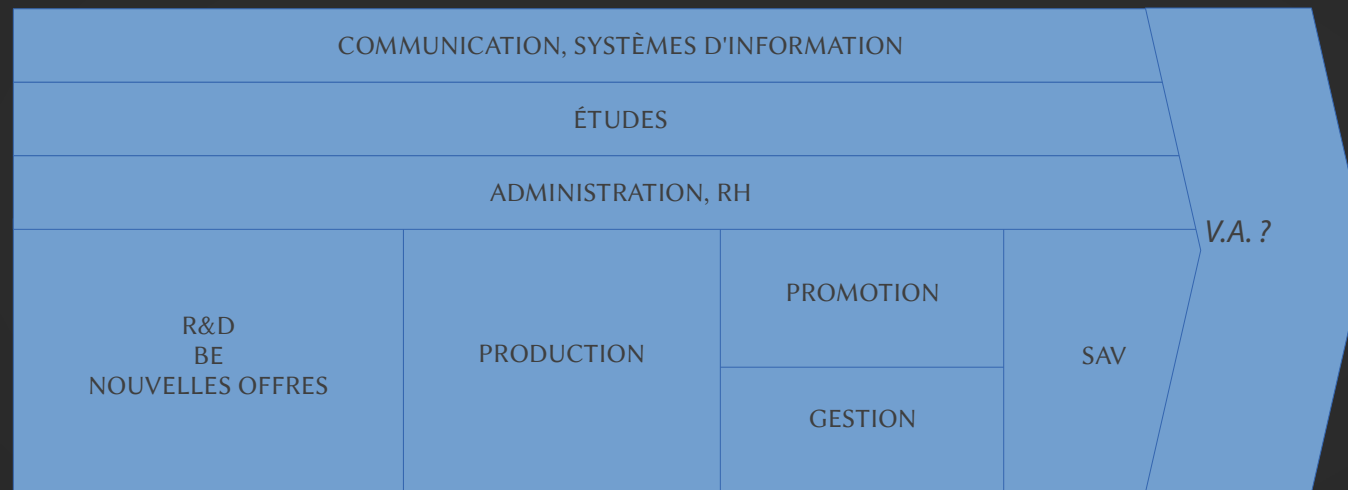 COMMUNICATION, SYSTÈMES D'INFORMATION
ÉTUDES
ADMINISTRATION, RH
V.A. ?
R&D
BE
NOUVELLES OFFRES
PRODUCTION
PROMOTION
GESTION
SAV